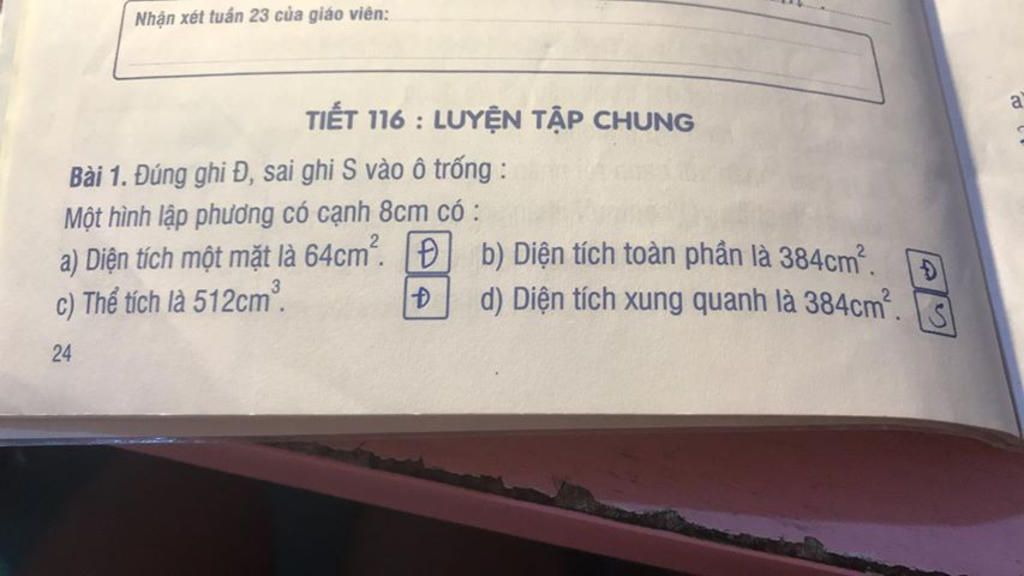 Nhận xét tuần 23 của giáo viên:
TIẾT 116 : LUYỆN TẬP CHUNG
Bài 1. Đúng ghi Đ, sai ghi S vào ô trống :
Một hình lập phương có cạnh 8cm có :
a) Diện tích một mặt là 64cm². Đ b) Diện tích toàn phần là 384cm². Đ
c) Thể tích là 512cm³. Đ d) Diện tích xung quanh là 384cm². S
24
a)